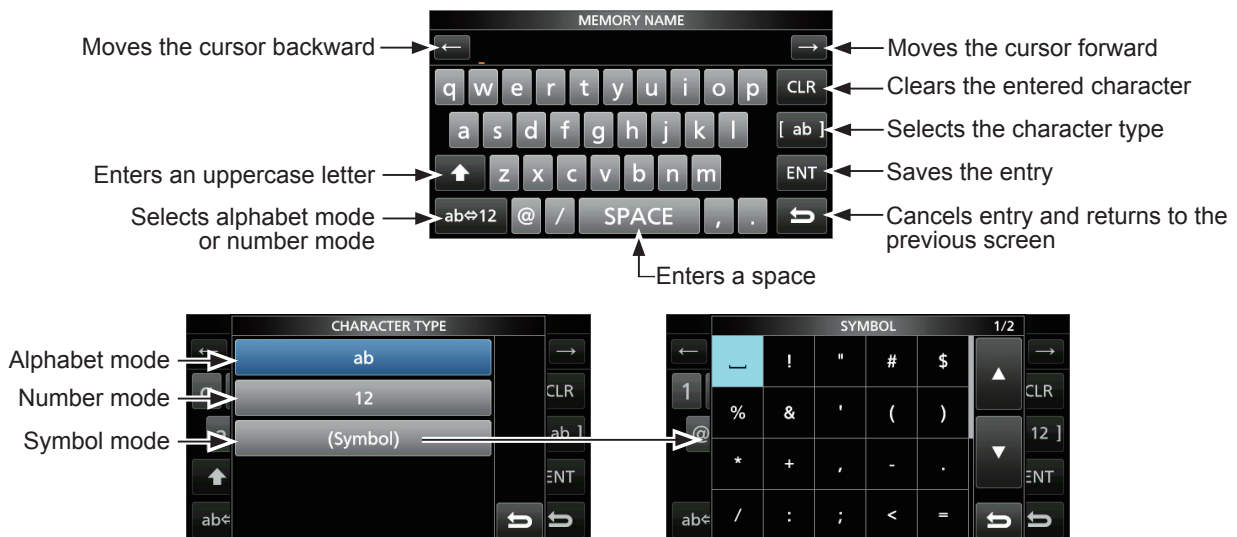 MEMORY NAME
Moves the cursor backward
←
→
Moves the cursor forward
q w e r t y u i o p CLR
Clears the entered character
a s d f g h j k l [ ab ]
Selects the character type
Enters an uppercase letter
z x c v b n m ENT
Saves the entry
Selects alphabet mode
or number mode
ab⇔12 @ / SPACE , .
Cancels entry and returns to the
previous screen
Enters a space
CHARACTER TYPE
Alphabet mode
ab
→
Number mode
12
CLR
Symbol mode
(Symbol)
ab ]
ENT
ab⇔
SYMBOL 1/2
← ! " # $ →
1 % & ' ( ) CLR
@ 12 ]
* + , - .
ENT
ab⇔ / : ; < =